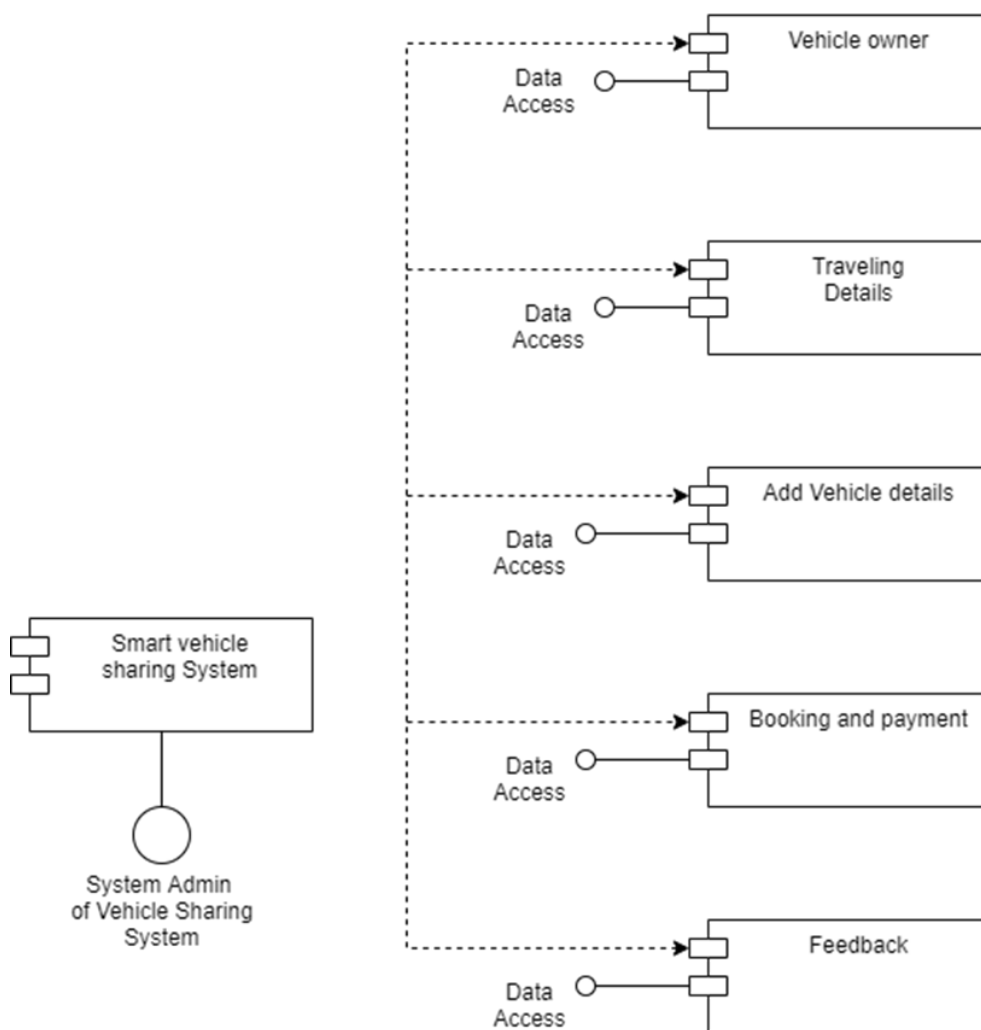 Vehicle owner
Data
Access
Traveling
Details
Data
Access
Add Vehicle details
Data
Access
Smart vehicle
sharing System
System Admin
of Vehicle Sharing
System
Booking and payment
Data
Access
Feedback
Data
Access